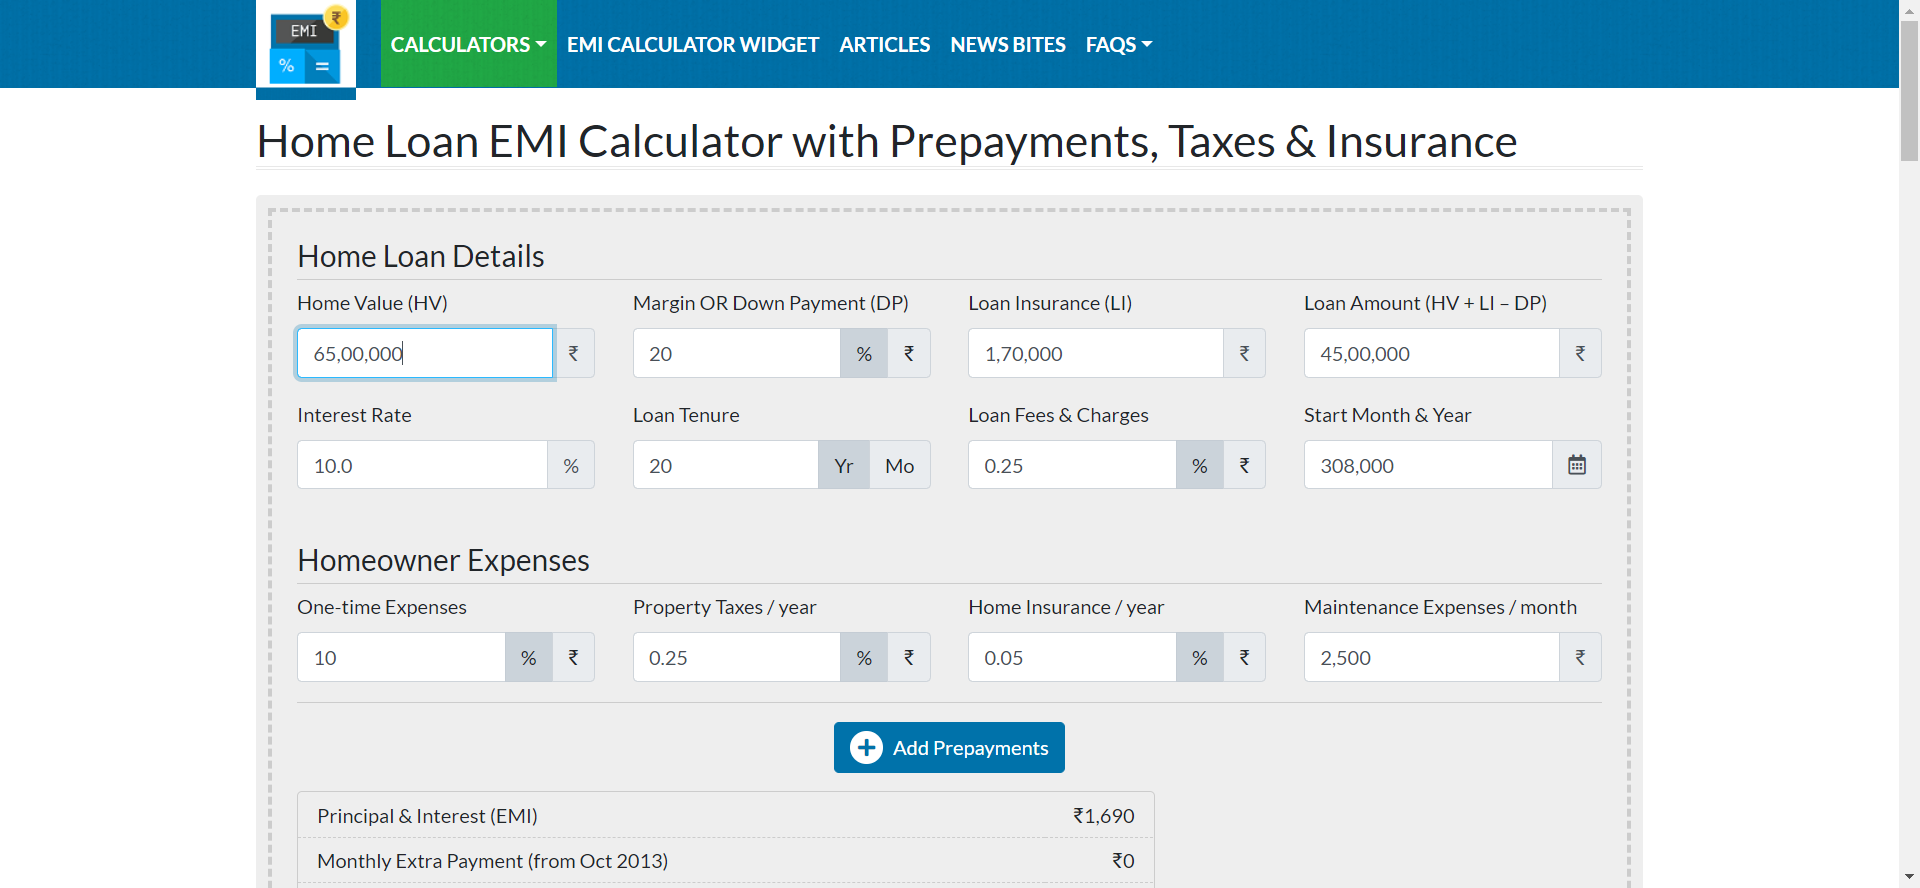 EMI
₹
%
=
CALCULATORS
EMI CALCULATOR WIDGET
ARTICLES
NEWS BITES
FAQS
Home Loan EMI Calculator with Prepayments, Taxes & Insurance
Home Loan Details
Home Value (HV)
Margin OR Down Payment (DP)
Loan Insurance (LI)
Loan Amount (HV + LI – DP)
65,00,000 ₹
20 % ₹
1,70,000 ₹
45,00,000 ₹
Interest Rate
Loan Tenure
Loan Fees & Charges
Start Month & Year
10.0 %
20 Yr Mo
0.25 % ₹
308,000
Homeowner Expenses
One-time Expenses
Property Taxes / year
Home Insurance / year
Maintenance Expenses / month
10 % ₹
0.25 % ₹
0.05 % ₹
2,500 ₹
Add Prepayments
Principal & Interest (EMI) ₹1,690
Monthly Extra Payment (from Oct 2013) ₹0